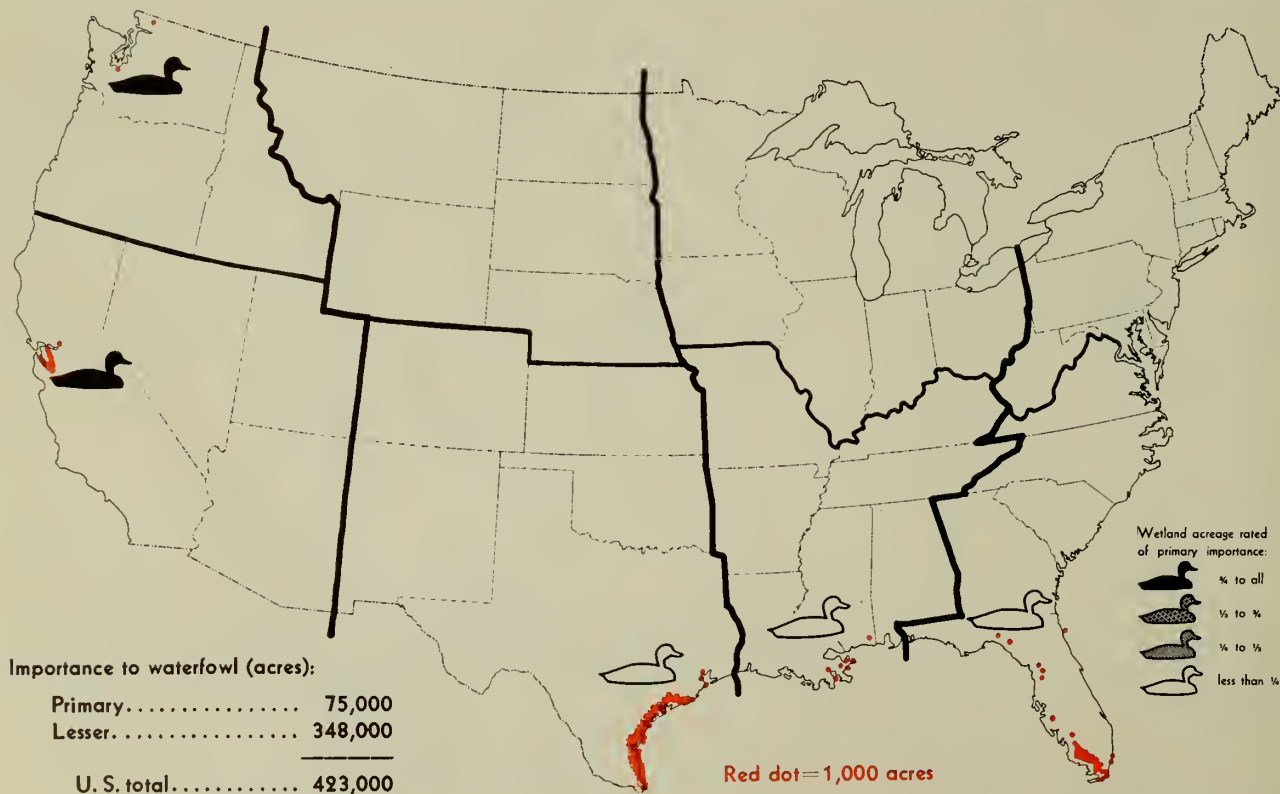 Wetland acreage rated
of primary importance:
¾ to all
½ to ¾
¼ to ½
less than ¼
Importance to waterfowl (acres):
Primary............... 75,000
Lesser................. 348,000
U. S. total........... 423,000
Red dot=1,000 acres